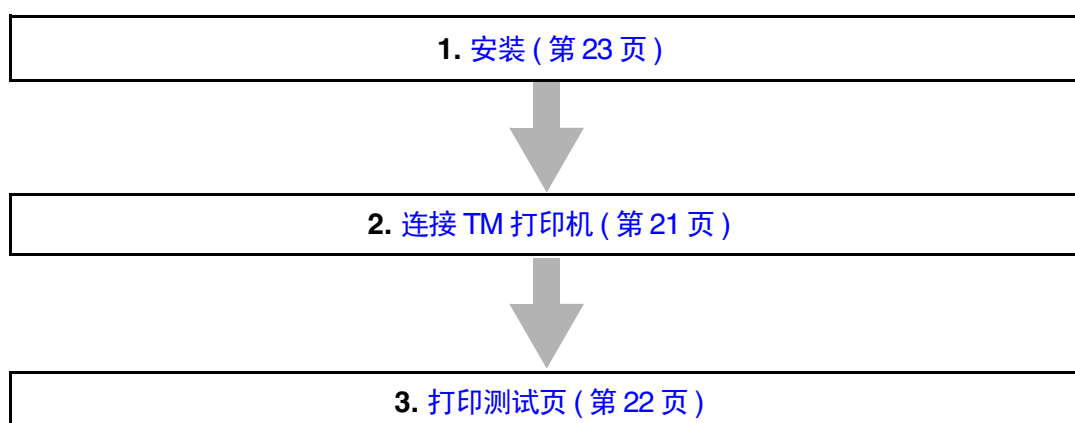 1. 安装 ( 第 23 页 )
2. 连接 TM 打印机 ( 第 21 页 )
3. 打印测试页 ( 第 22 页 )